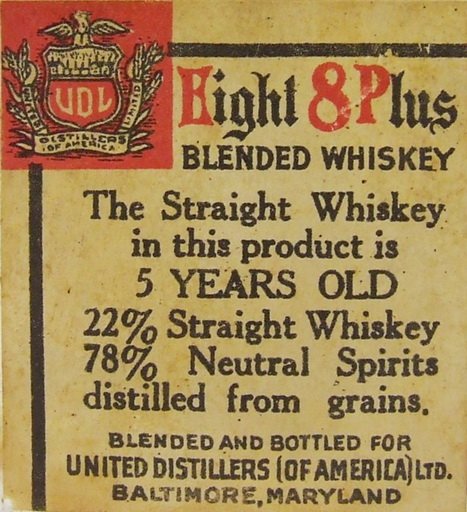 UDL
UNITED DISTILLERS LIMITED
OF AMERICA
Eight 8 Plus
BLENDED WHISKEY
The Straight Whiskey
in this product is
5 YEARS OLD
22% Straight Whiskey
78% Neutral Spirits
distilled from grains.
BLENDED AND BOTTLED FOR
UNITED DISTILLERS (OF AMERICA) LTD.
BALTIMORE, MARYLAND